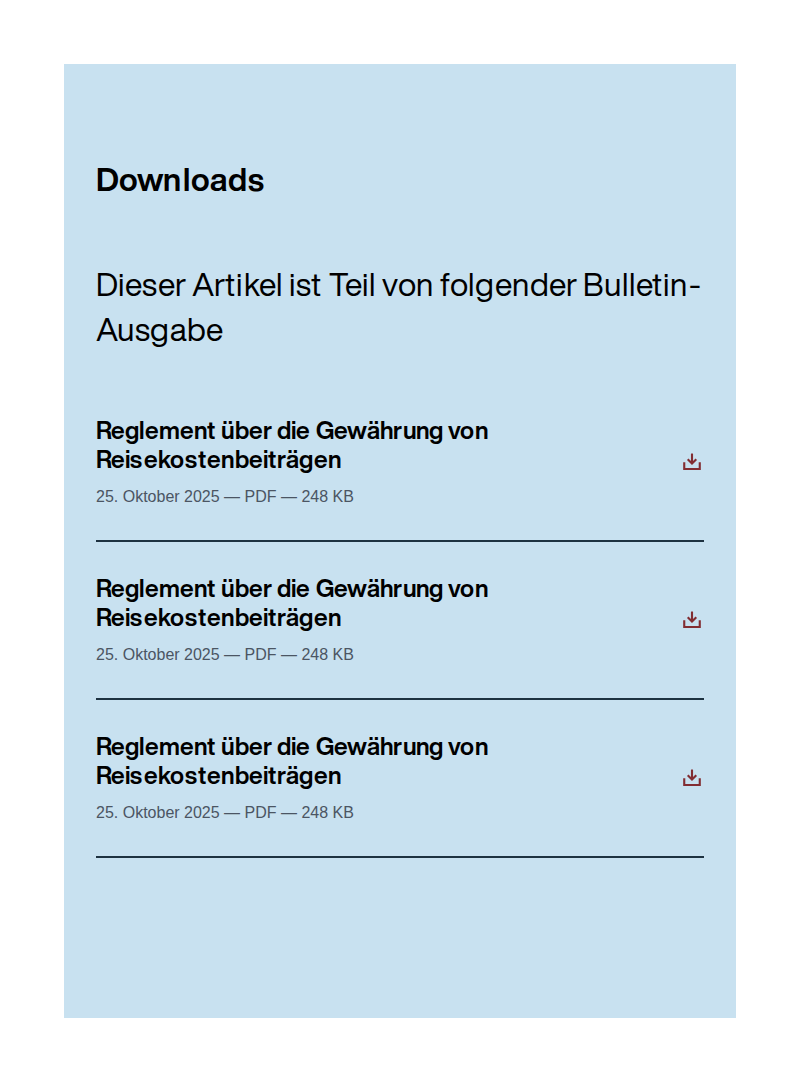 Downloads
Dieser Artikel ist Teil von folgender Bulletin-
Ausgabe
Reglement über die Gewährung von
Reisekostenbeiträgen
25. Oktober 2025 — PDF — 248 KB
Reglement über die Gewährung von
Reisekostenbeiträgen
25. Oktober 2025 — PDF — 248 KB
Reglement über die Gewährung von
Reisekostenbeiträgen
25. Oktober 2025 — PDF — 248 KB